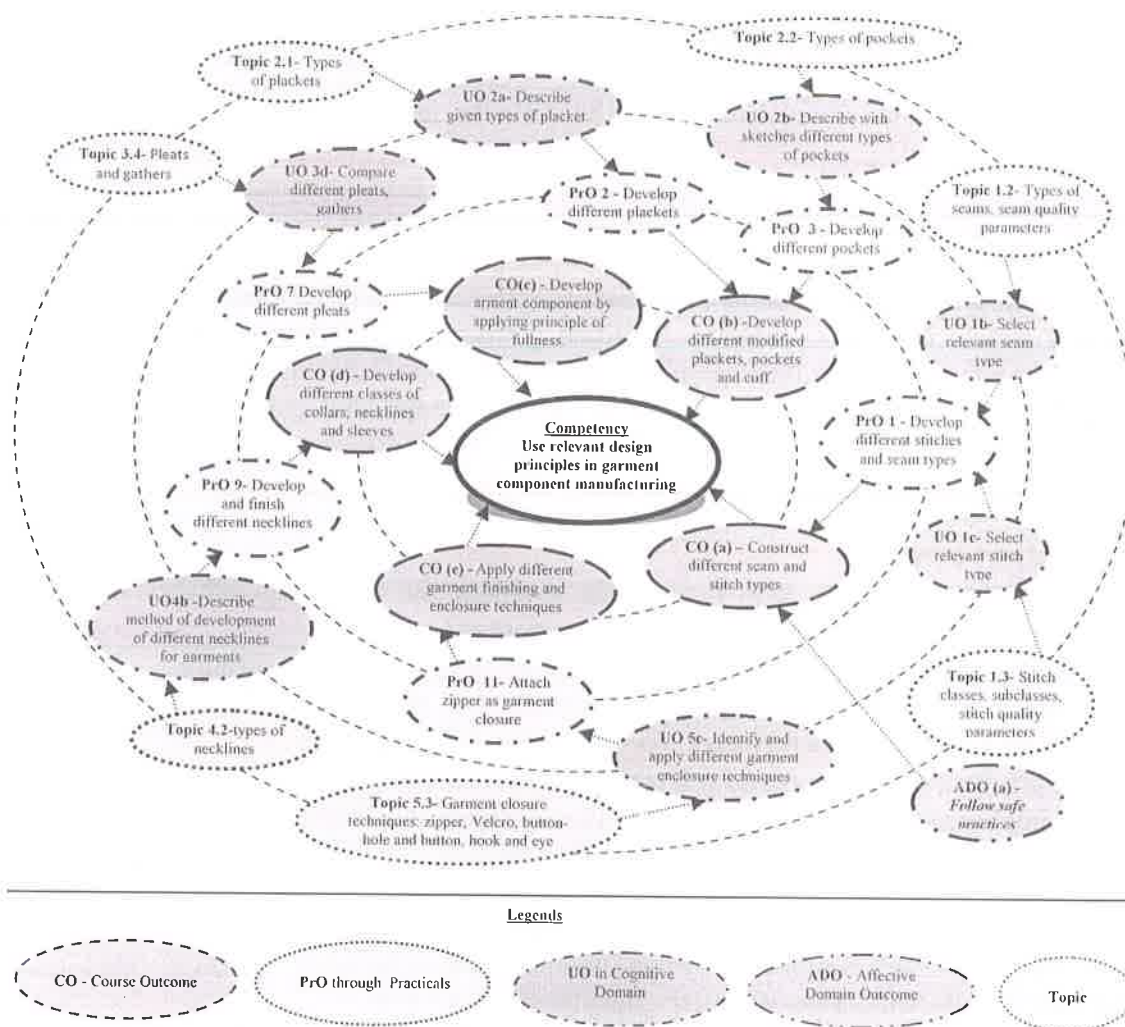 Topic 2.2- Types of pockets
Topic 2.1- Types
of plackets
UO 2a- Describe
given types of placket
UO 2b- Describe with
sketches different types
of pockets
Topic 3.4- Pleats
and gathers
UO 3d- Compare
different pleats,
gathers
PrO 2 - Develop
different plackets
Topic 1.2- Types of
seams, seam quality
parameters
PrO 3 - Develop
different pockets
PrO 7 Develop
different pleats
CO(c) - Develop
arment component by
applying principle of
fullness
CO (b) -Develop
different modified
plackets, pockets
and cuff
UO 1b- Select
relevant seam
type
CO (d) - Develop
different classes of
collars, necklines
and sleeves
Competency
Use relevant design
principles in garment
component manufacturing
PrO 1 - Develop
different stitches
and seam types
PrO 9- Develop
and finish
different necklines
UO 1c- Select
relevant stitch
type
CO (a) – Construct
different seam and
stitch types
CO (e) - Apply different
garment finishing and
enclosure techniques
UO4b -Describe
method of development
of different necklines
for garments
PrO 11- Attach
zipper as garment
closure
Topic 1.3- Stitch
classes, subclasses,
stitch quality
parameters
Topic 4.2-types of
necklines
UO 5c- Identify and
apply different garment
enclosure techniques
Topic 5.3- Garment closure
techniques: zipper, Velcro, button-
hole and button, hook and eye
ADO (a) -
Follow safe
practices
Legends
CO - Course Outcome
PrO through Practicals
UO in Cognitive
Domain
ADO - Affective
Domain Outcome
Topic